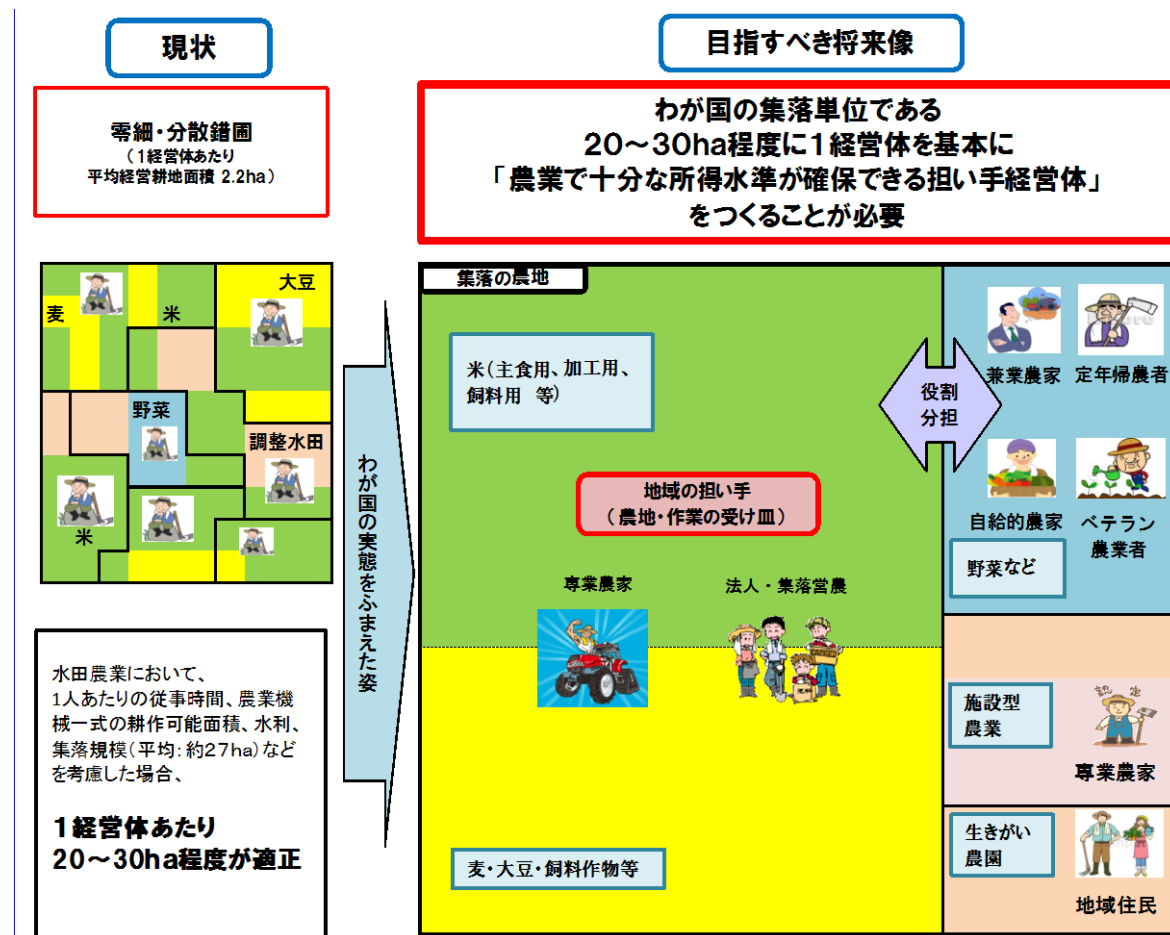 現状
零細・分散錯圃
（1経営体あたり
平均経営耕地面積 2.2ha）
麦
米
大豆
野菜
調整水田
米
水田農業において、
1人あたりの従事時間、農業機
械一式の耕作可能面積、水利、
集落規模（平均：約27ha）など
を考慮した場合、
1経営体あたり
20～30ha程度が適正
わが国の実態をふまえた姿
目指すべき将来像
わが国の集落単位である
20～30ha程度に1経営体を基本に
「農業で十分な所得水準が確保できる担い手経営体」
をつくることが必要
集落の農地
米（主食用、加工用、
飼料用 等）
地域の担い手
（農地・作業の受け皿）
専業農家
法人・集落営農
麦・大豆・飼料作物等
役割
分担
兼業農家
定年帰農者
自給的農家
ベテラン
農業者
野菜など
施設型
農業
認定
専業農家
生きがい
農園
地域住民